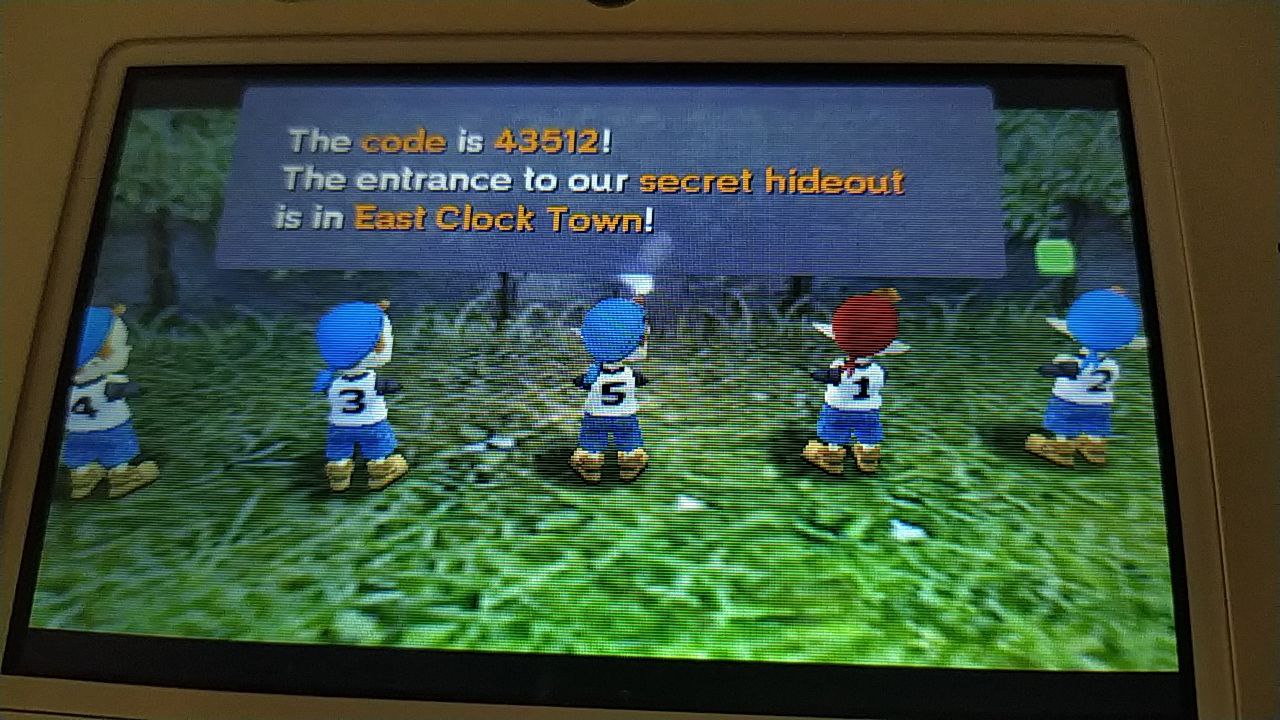 The code is 43512!
The entrance to our secret hideout
is in East Clock Town!
4 3 5 1 2